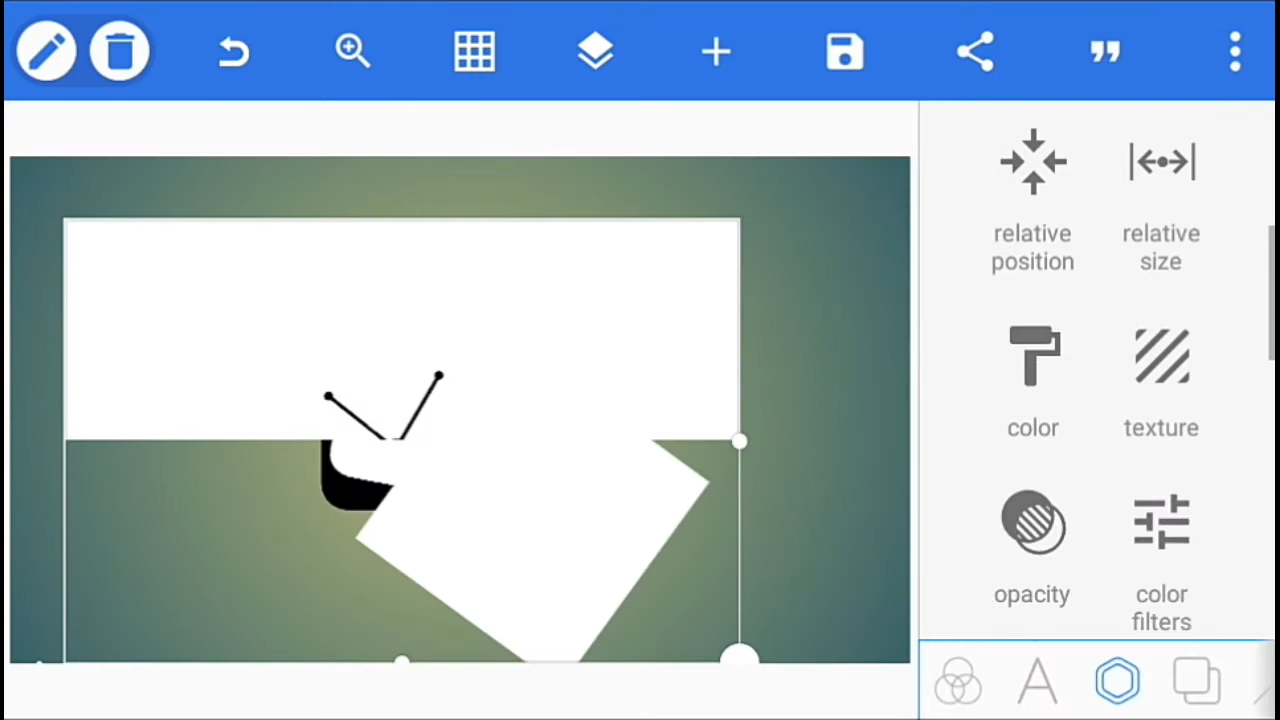 relative
position
relative
size
color
texture
opacity
color
filters